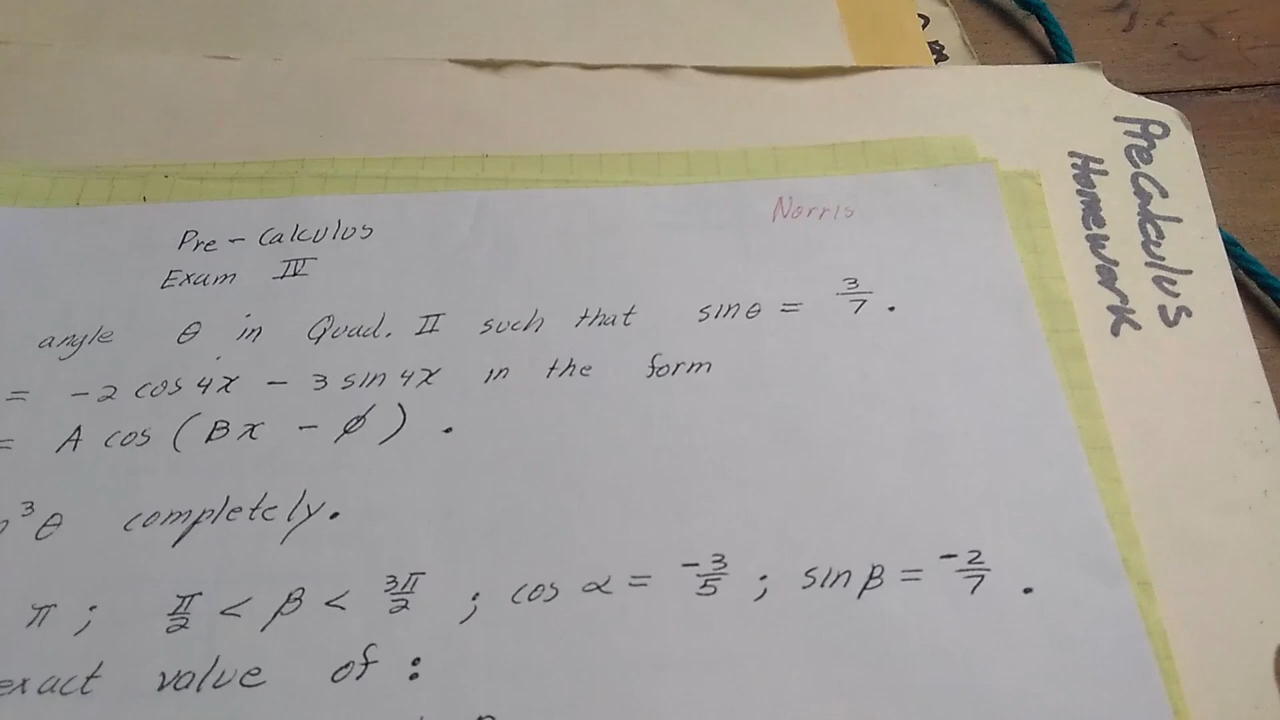 PreCalculus
Homework
Norris
Pre-Calculus
Exam IV
angle θ in Quad. II such that sinθ = 3/7.
= -2 cos 4x - 3 sin 4x in the form
= A cos (Bx - φ).
³θ completely.
π; π/2 < β < 3π/2; cos α = -3/5; sin β = -2/7.
exact value of: